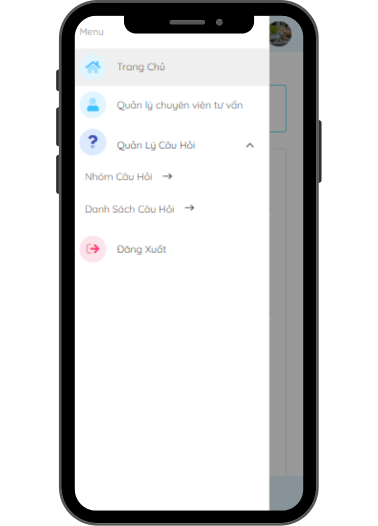 Menu
Trang Chủ
Quản lý chuyên viên tư vấn
Quản Lý Câu Hỏi
Nhóm Câu Hỏi →
Danh Sách Câu Hỏi →
Đăng Xuất